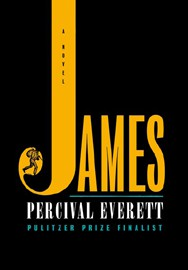 A NOVEL
JAMES
PERCIVAL EVERETT
PULITZER PRIZE FINALIST